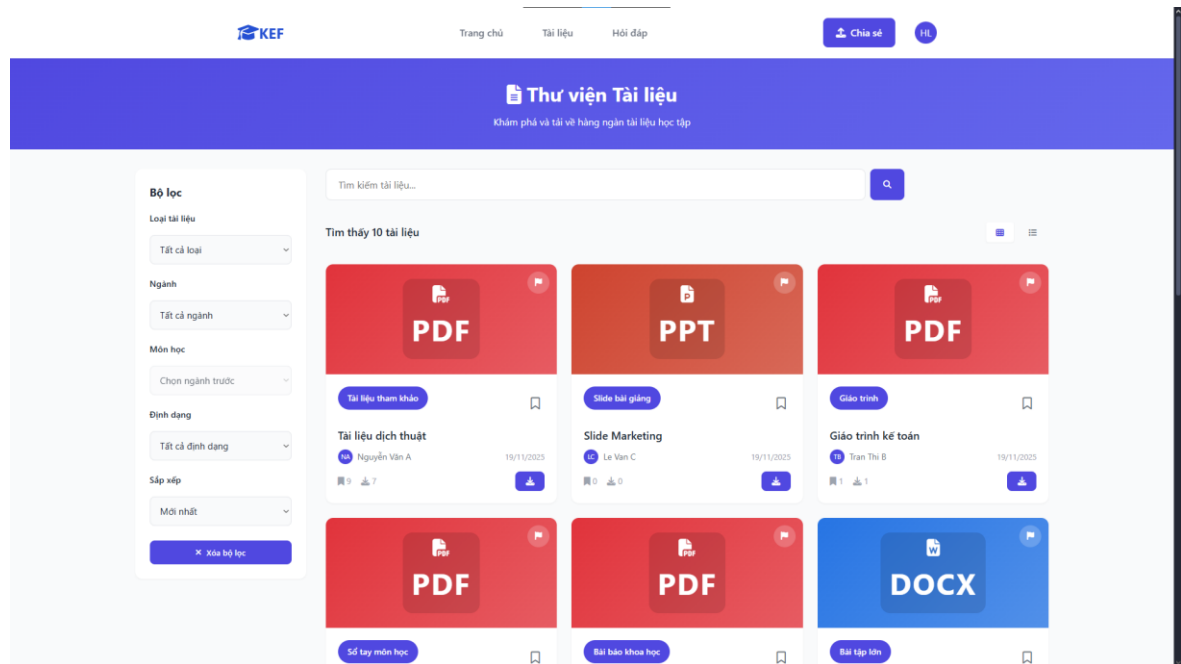 KEF
Trang chủ
Tài liệu
Hỏi đáp
Chia sẻ
HL
Thư viện Tài liệu
Khám phá và tải về hàng ngàn tài liệu học tập
Bộ lọc
Loại tài liệu
Tất cả loại
Ngành
Tất cả ngành
Môn học
Chọn ngành trước
Định dạng
Tất cả định dạng
Sắp xếp
Mới nhất
× Xóa bộ lọc
Tìm kiếm tài liệu...
Tìm thấy 10 tài liệu
PDF
PDF
Tài liệu tham khảo
Tài liệu dịch thuật
NA Nguyễn Văn A 19/11/2025
9 7
P
PPT
Slide bài giảng
Slide Marketing
LC Le Van C 19/11/2025
0 0
PDF
PDF
Giáo trình
Giáo trình kế toán
TB Tran Thi B 19/11/2025
1 1
PDF
PDF
Sổ tay môn học
PDF
PDF
Bài báo khoa học
W
DOCX
Bài tập lớn